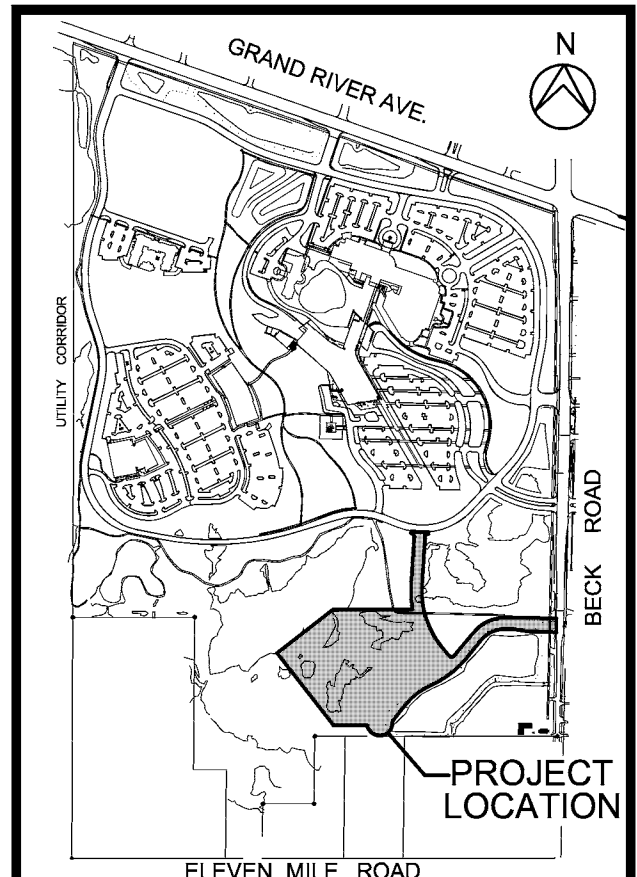 GRAND RIVER AVE.
N
UTILITY CORRIDOR
BECK ROAD
PROJECT
LOCATION
ELEVEN MILE ROAD